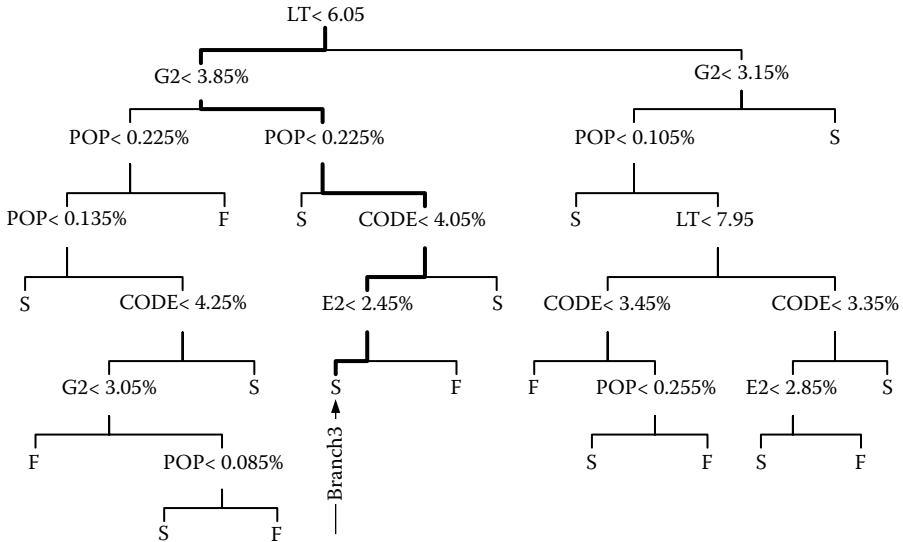 LT< 6.05
G2< 3.85%
G2< 3.15%
POP< 0.225%
POP< 0.225%
POP< 0.105%
S
POP< 0.135%
F
S
CODE< 4.05%
S
LT< 7.95
S
CODE< 4.25%
E2< 2.45%
S
CODE< 3.45%
CODE< 3.35%
G2< 3.05%
S
S
F
F
POP< 0.255%
E2< 2.85%
S
F
POP< 0.085%
Branch3
S
F
S
F
S
F